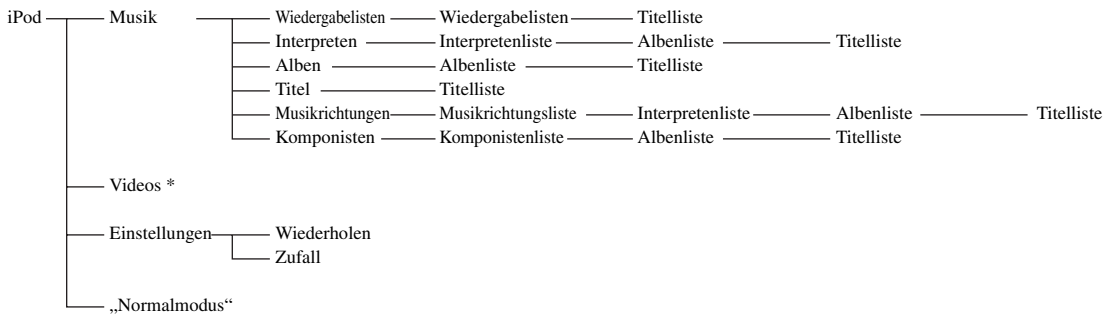 iPod Musik Wiedergabelisten Wiedergabelisten Titelliste
Interpreten Interpretenliste Albenliste Titelliste
Alben Albenliste Titelliste
Titel Titelliste
Musikrichtungen Musikrichtungsliste Interpretenliste Albenliste Titelliste
Komponisten Komponistenliste Albenliste Titelliste
Videos *
Einstellungen Wiederholen
Zufall
„Normalmodus“